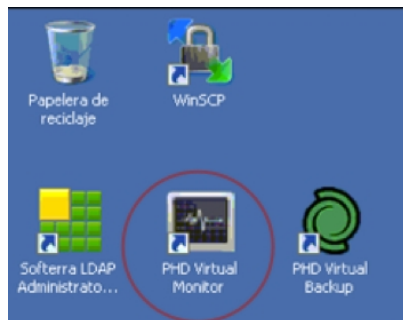 Papelera de
reciclaje
WinSCP
Softerra LDAP
Administrato...
PHD Virtual
Monitor
PHD Virtual
Backup